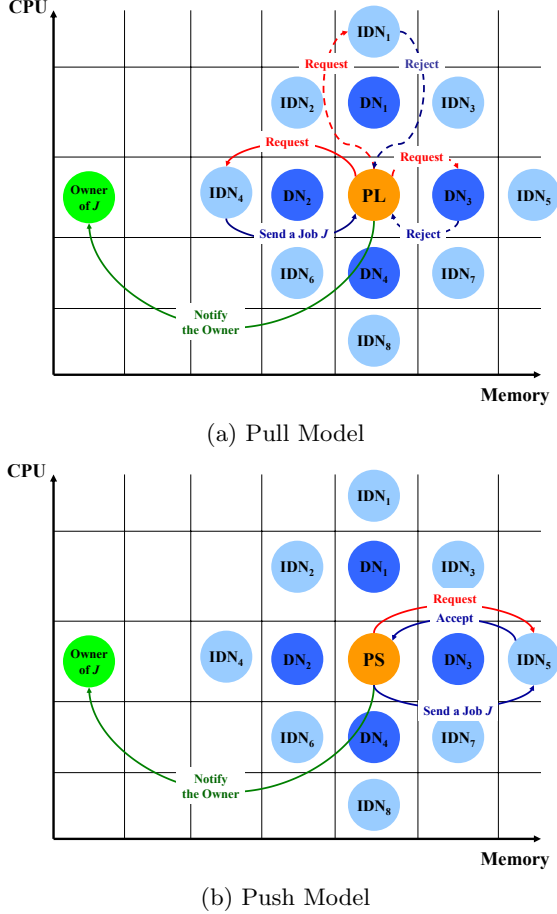 CPU
IDN1
Request
Reject
IDN2
DN1
IDN3
Request
Request
Owner
of J
IDN4
DN2
PL
DN3
IDN5
Send a Job J
Reject
IDN6
DN4
IDN7
Notify
the Owner
IDN8
Memory
(a) Pull Model
CPU
IDN1
IDN2
DN1
IDN3
Request
Accept
Owner
of J
IDN4
DN2
PS
DN3
IDN5
Send a Job J
IDN6
DN4
IDN7
Notify
the Owner
IDN8
Memory
(b) Push Model